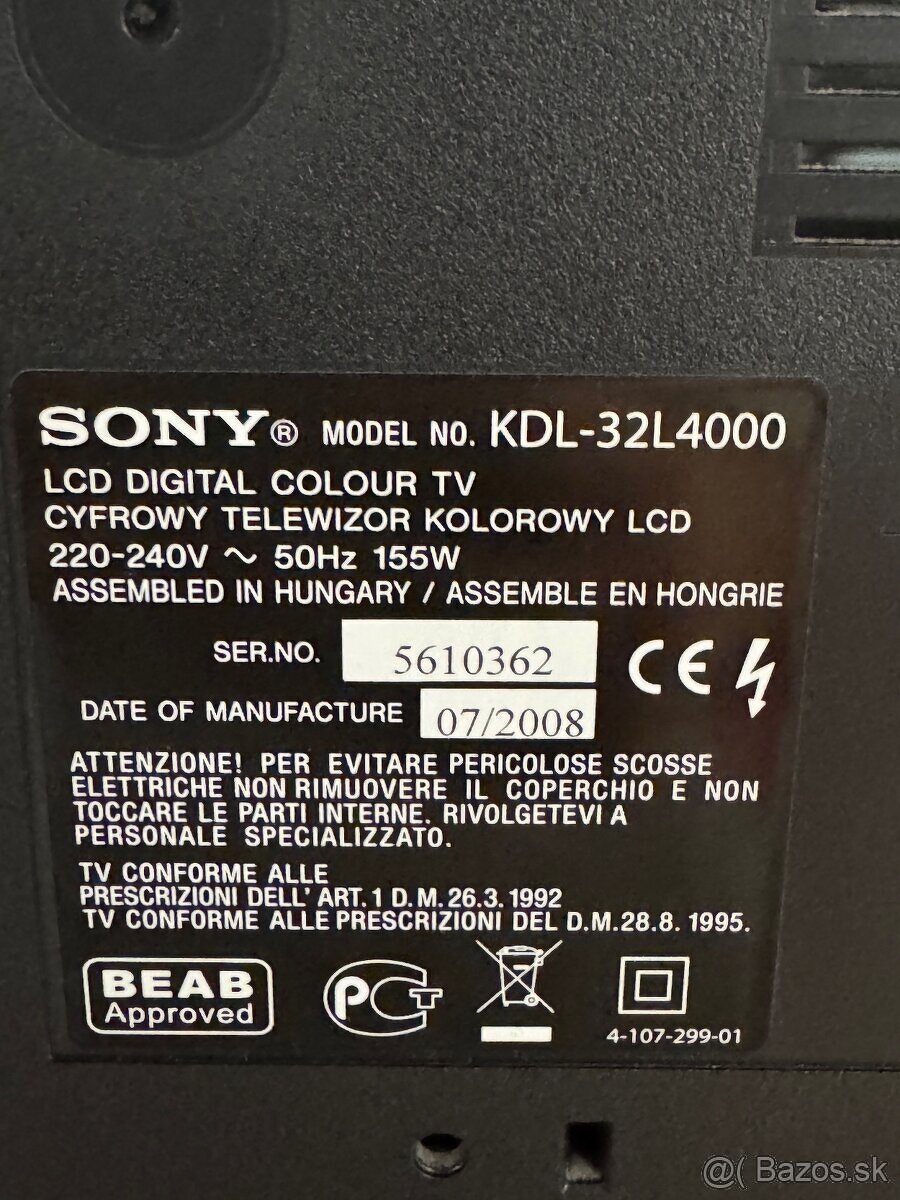 SONY® MODEL NO. KDL-32L4000
LCD DIGITAL COLOUR TV
CYFROWY TELEWIZOR KOLOROWY LCD
220-240V ~ 50Hz 155W
ASSEMBLED IN HUNGARY / ASSEMBLE EN HONGRIE
SER.NO. 5610362
CE
DATE OF MANUFACTURE 07/2008
ATTENZIONE! PER EVITARE PERICOLOSE SCOSSE
ELETTRICHE NON RIMUOVERE IL COPERCHIO E NON
TOCCARE LE PARTI INTERNE. RIVOLGETEVI A
PERSONALE SPECIALIZZATO.
TV CONFORME ALLE
PRESCRIZIONI DELL' ART. 1 D.M. 26.3. 1992
TV CONFORME ALLE PRESCRIZIONI DEL D.M. 28.8. 1995.
BEAB
Approved
PCT
4-107-299-01
@( Bazos.sk